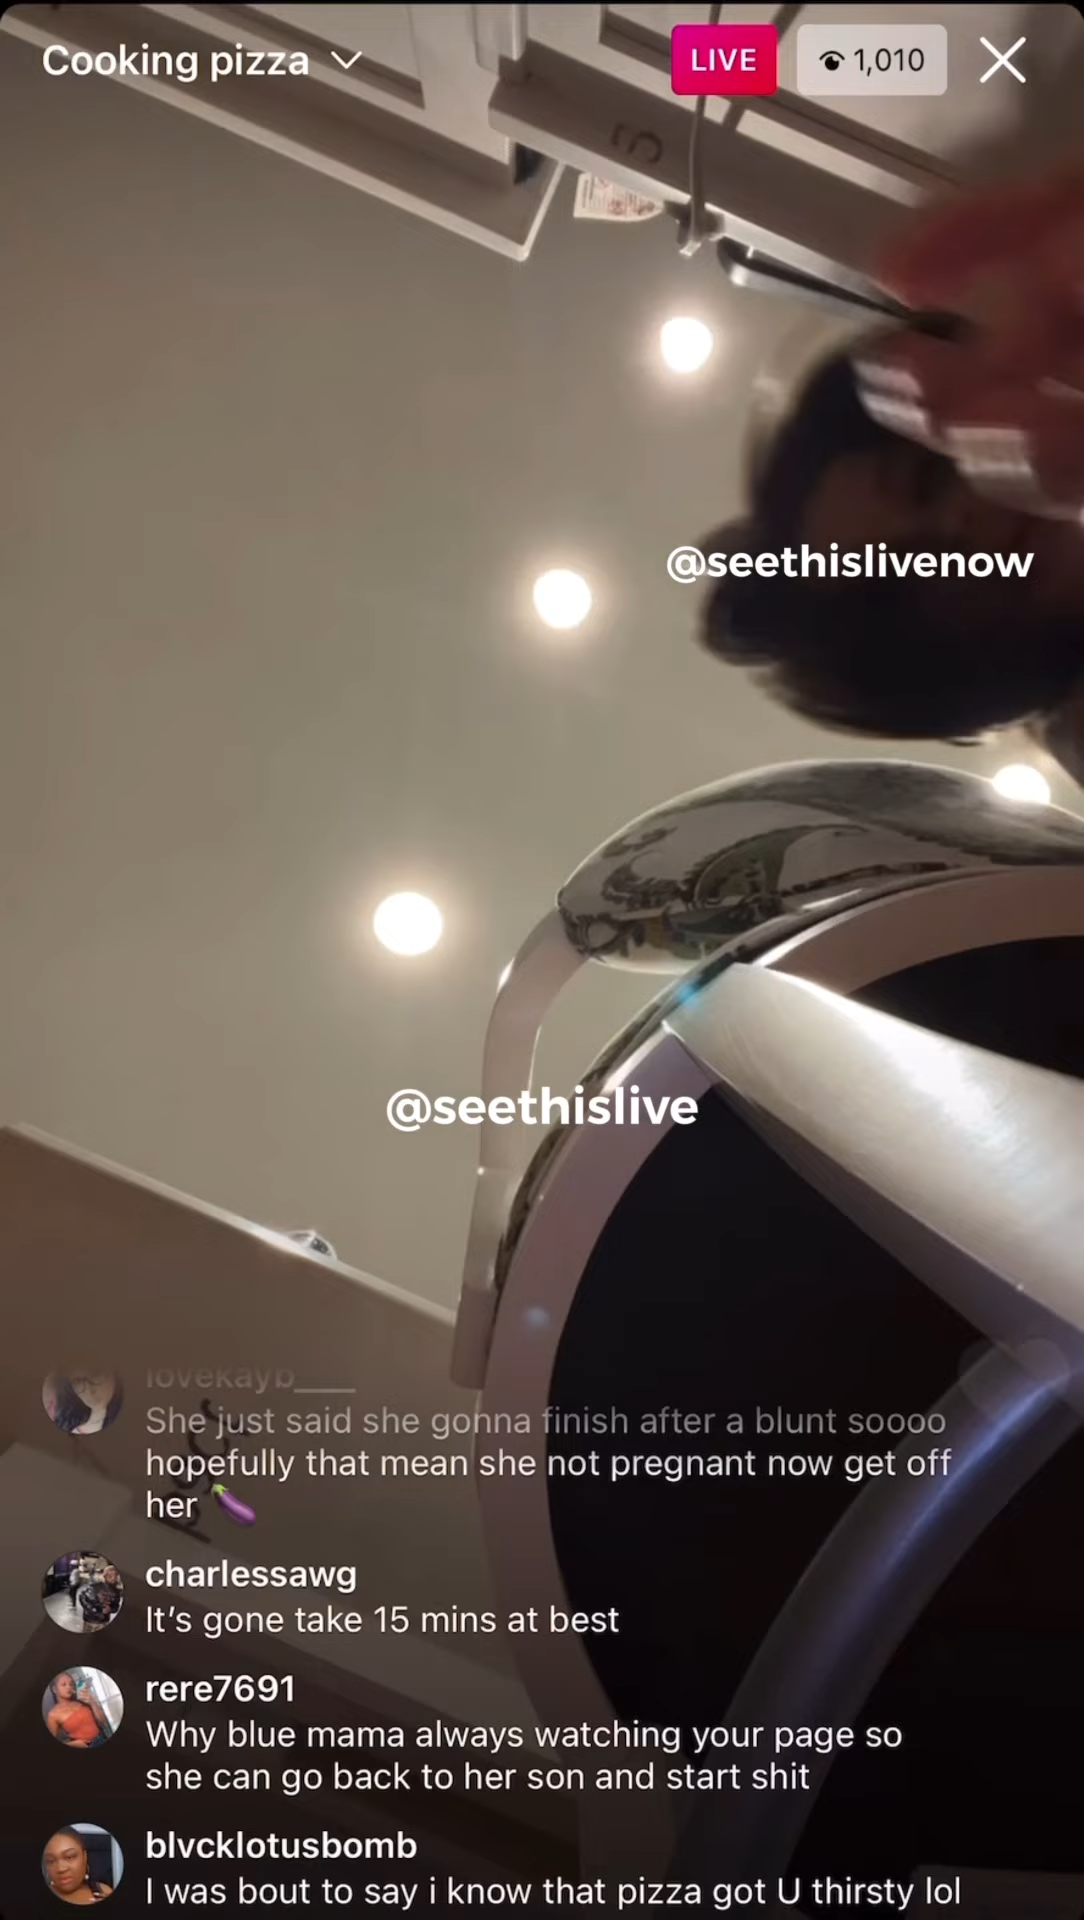 Cooking pizza
LIVE
1,010
@seethislivenow
@seethislive
lovekayb____
She just said she gonna finish after a blunt soooo
hopefully that mean she not pregnant now get off
her 🍆
charlessawg
It's gone take 15 mins at best
rere7691
Why blue mama always watching your page so
she can go back to her son and start shit
blvcklotusbomb
I was bout to say i know that pizza got U thirsty lol